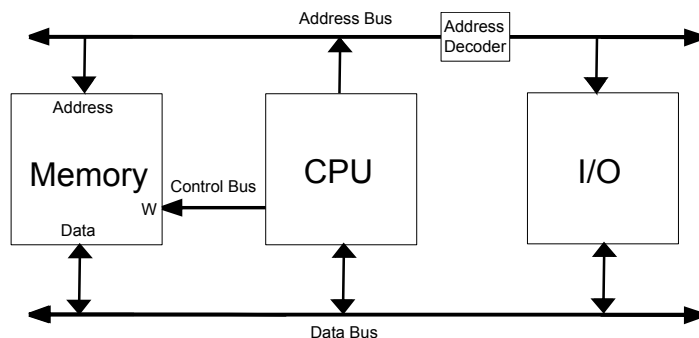 Address Bus
Address
Decoder
Address
Memory
CPU
I/O
Control Bus
W
Data
Data Bus